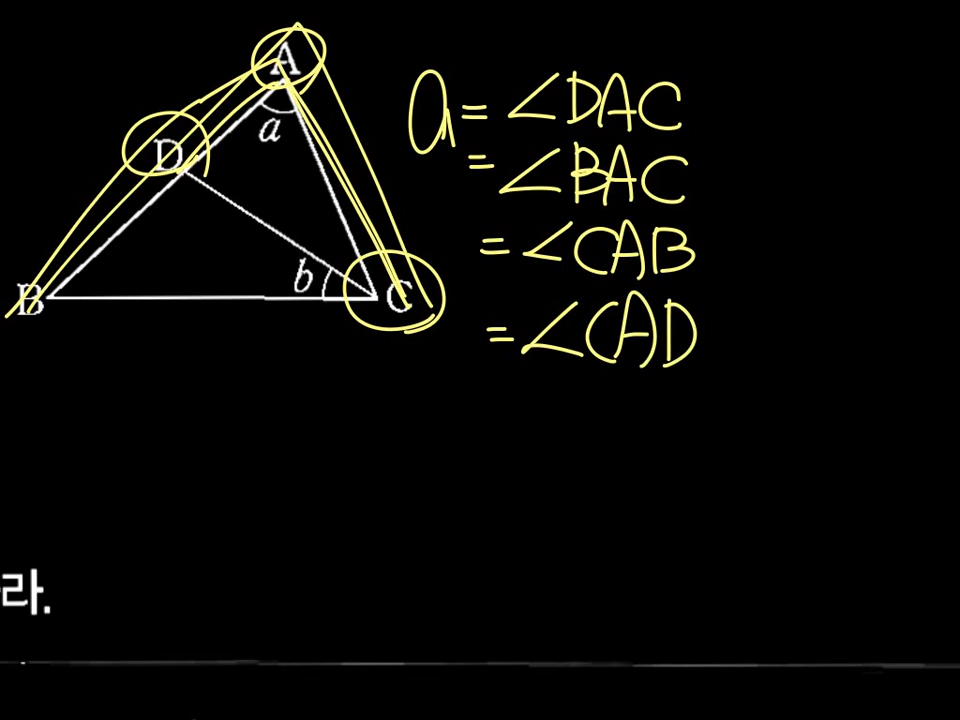 A
a = ∠DAC
D
a
= ∠BAC
= ∠CAB
B
b
C
= ∠CAD
라.